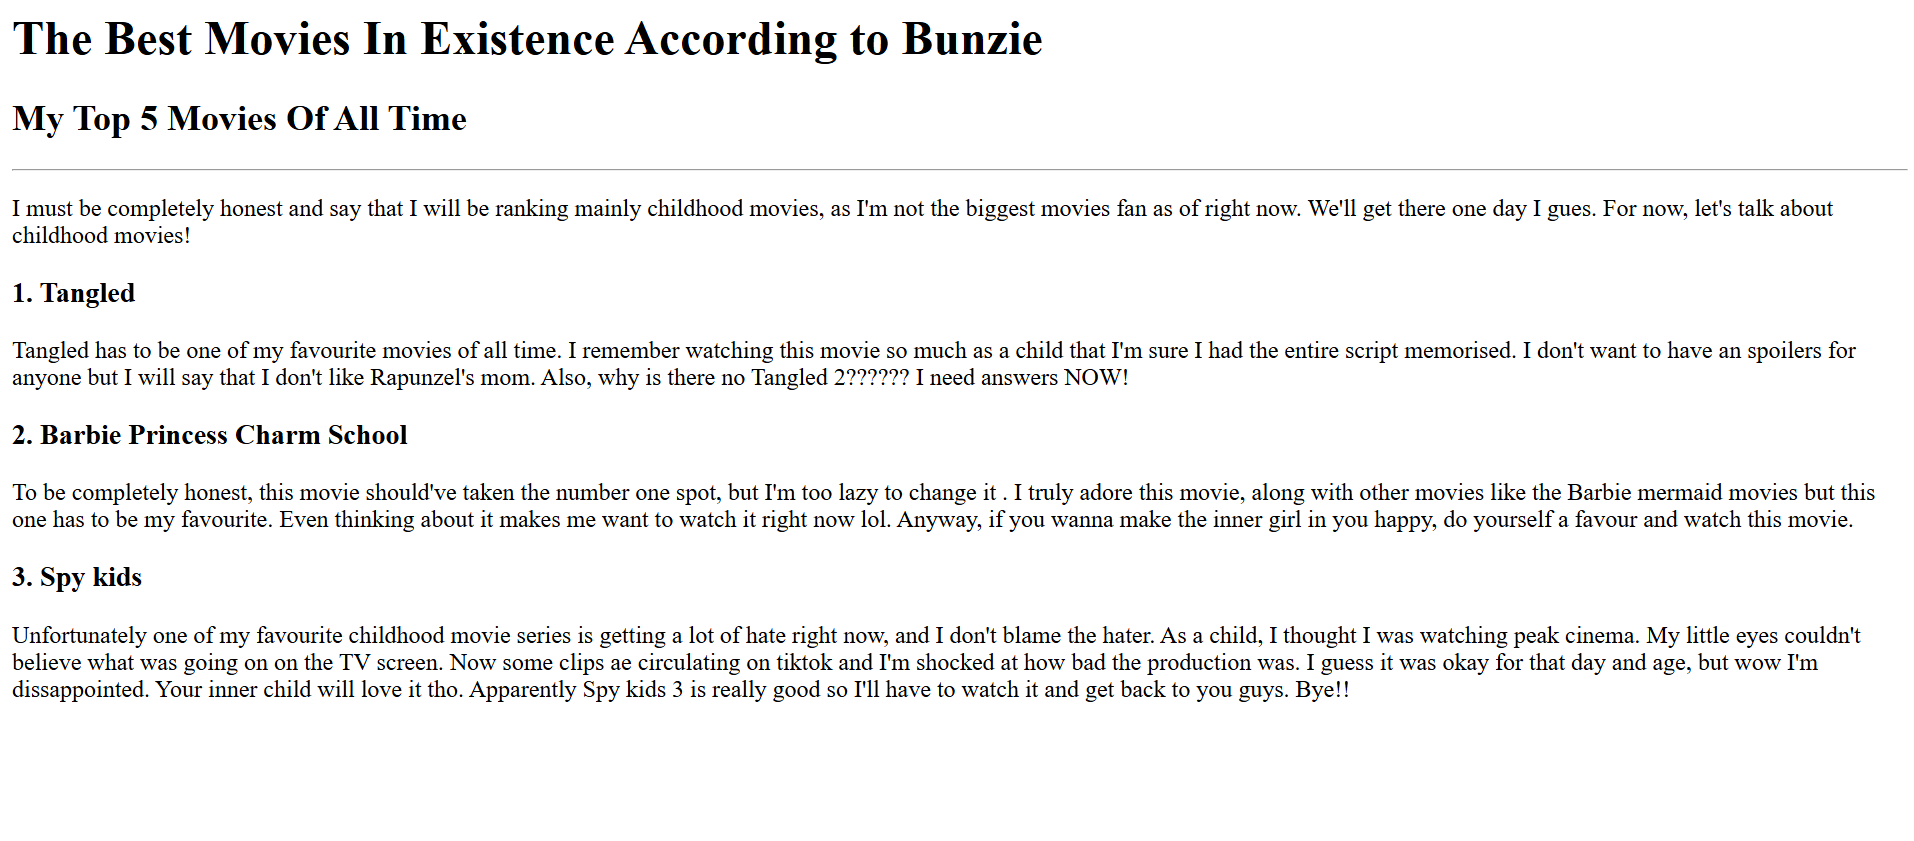 The Best Movies In Existence According to Bunzie
My Top 5 Movies Of All Time
I must be completely honest and say that I will be ranking mainly childhood movies, as I'm not the biggest movies fan as of right now. We'll get there one day I gues. For now, let's talk about
childhood movies!
1. Tangled
Tangled has to be one of my favourite movies of all time. I remember watching this movie so much as a child that I'm sure I had the entire script memorised. I don't want to have an spoilers for
anyone but I will say that I don't like Rapunzel's mom. Also, why is there no Tangled 2?????? I need answers NOW!
2. Barbie Princess Charm School
To be completely honest, this movie should've taken the number one spot, but I'm too lazy to change it . I truly adore this movie, along with other movies like the Barbie mermaid movies but this
one has to be my favourite. Even thinking about it makes me want to watch it right now lol. Anyway, if you wanna make the inner girl in you happy, do yourself a favour and watch this movie.
3. Spy kids
Unfortunately one of my favourite childhood movie series is getting a lot of hate right now, and I don't blame the hater. As a child, I thought I was watching peak cinema. My little eyes couldn't
believe what was going on on the TV screen. Now some clips ae circulating on tiktok and I'm shocked at how bad the production was. I guess it was okay for that day and age, but wow I'm
dissappointed. Your inner child will love it tho. Apparently Spy kids 3 is really good so I'll have to watch it and get back to you guys. Bye!!